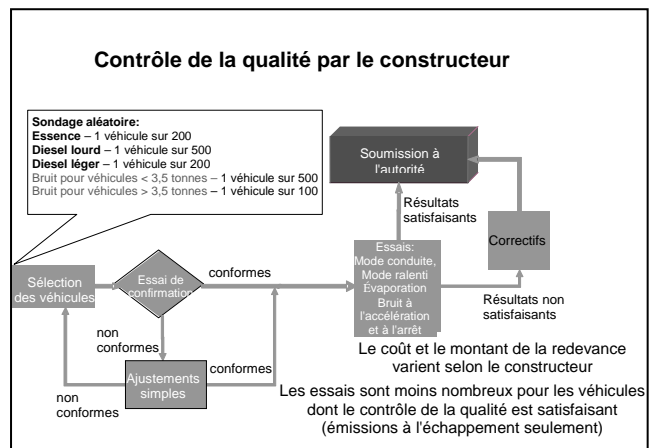 Contrôle de la qualité par le constructeur
Sondage aléatoire:
Essence – 1 véhicule sur 200
Diesel lourd – 1 véhicule sur 500
Diesel léger – 1 véhicule sur 200
Bruit pour véhicules < 3,5 tonnes – 1 véhicule sur 500
Bruit pour véhicules > 3,5 tonnes – 1 véhicule sur 100
Soumission à
l'autorité
Résultats
satisfaisants
Correctifs
Sélection
des véhicules
Essai de
confirmation
conformes
Essais:
Mode conduite,
Mode ralenti
Évaporation
Bruit à
l'accélération
et à l'arrêt
Résultats non
satisfaisants
non
conformes
Ajustements
simples
conformes
non
conformes
Le coût et le montant de la redevance
varient selon le constructeur
Les essais sont moins nombreux pour les véhicules
dont le contrôle de la qualité est satisfaisant
(émissions à l'échappement seulement)